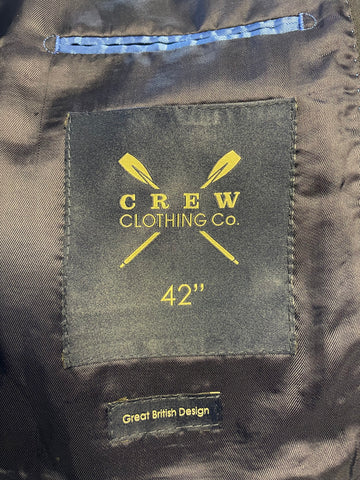 CREW
CLOTHING Co.
42”
Great British Design